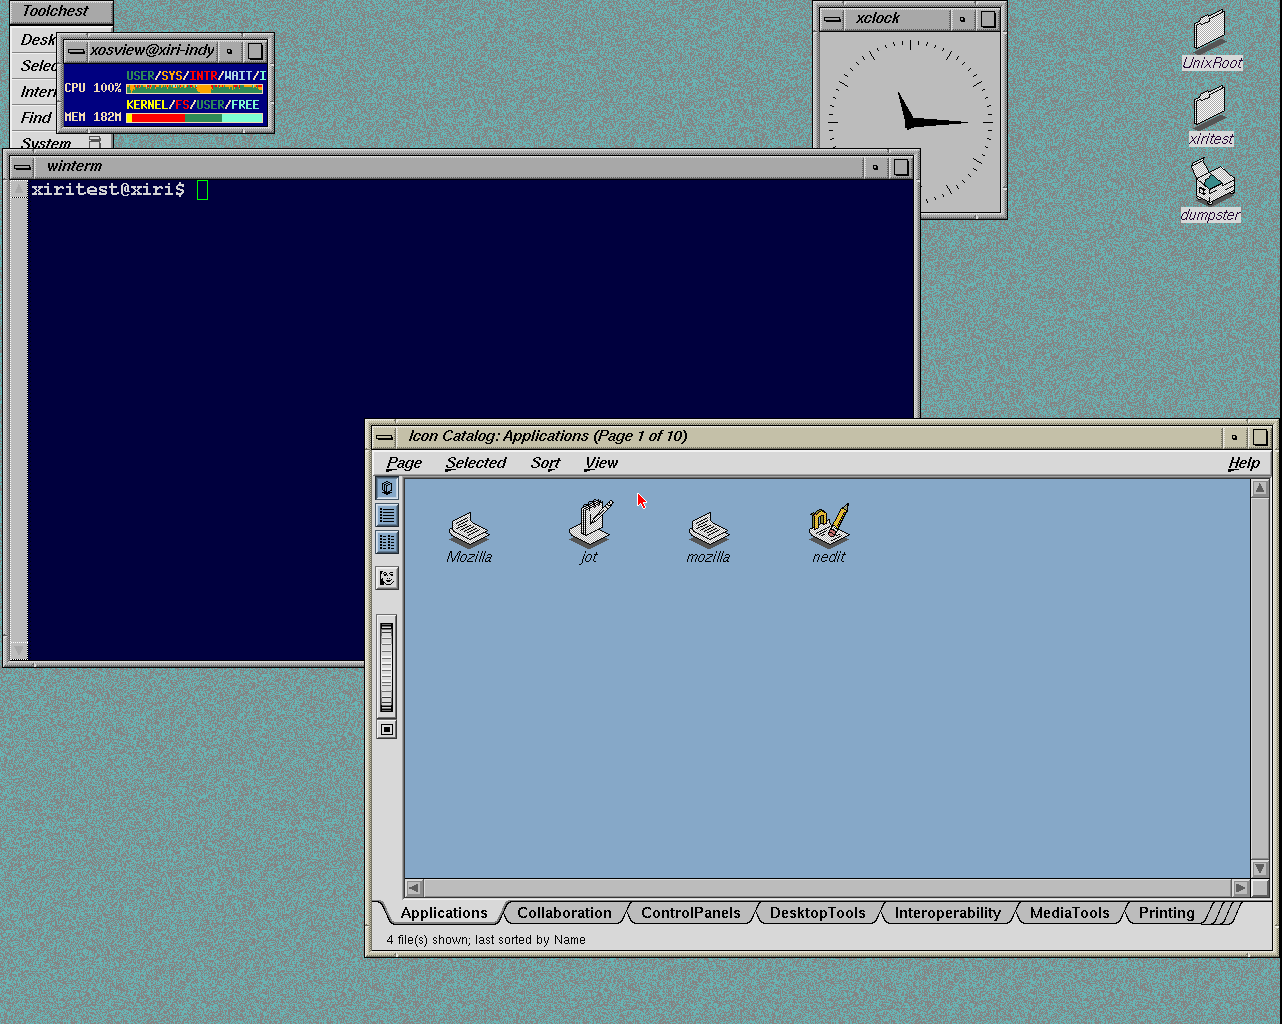 Toolchest
Desk
Selec
Inter
Find
System
xosview@xiri-indy
USER/SYS/INTR/WAIT/I
CPU 100%
KERNEL/FS/USER/FREE
MEM 182M
xclock
UnixRoot
xiritest
dumpster
winterm
xiritest@xiri$
Icon Catalog: Applications (Page 1 of 10)
Page Selected Sort View Help
Mozilla jot mozilla nedit
Applications Collaboration ControlPanels DesktopTools Interoperability MediaTools Printing
4 file(s) shown; last sorted by Name